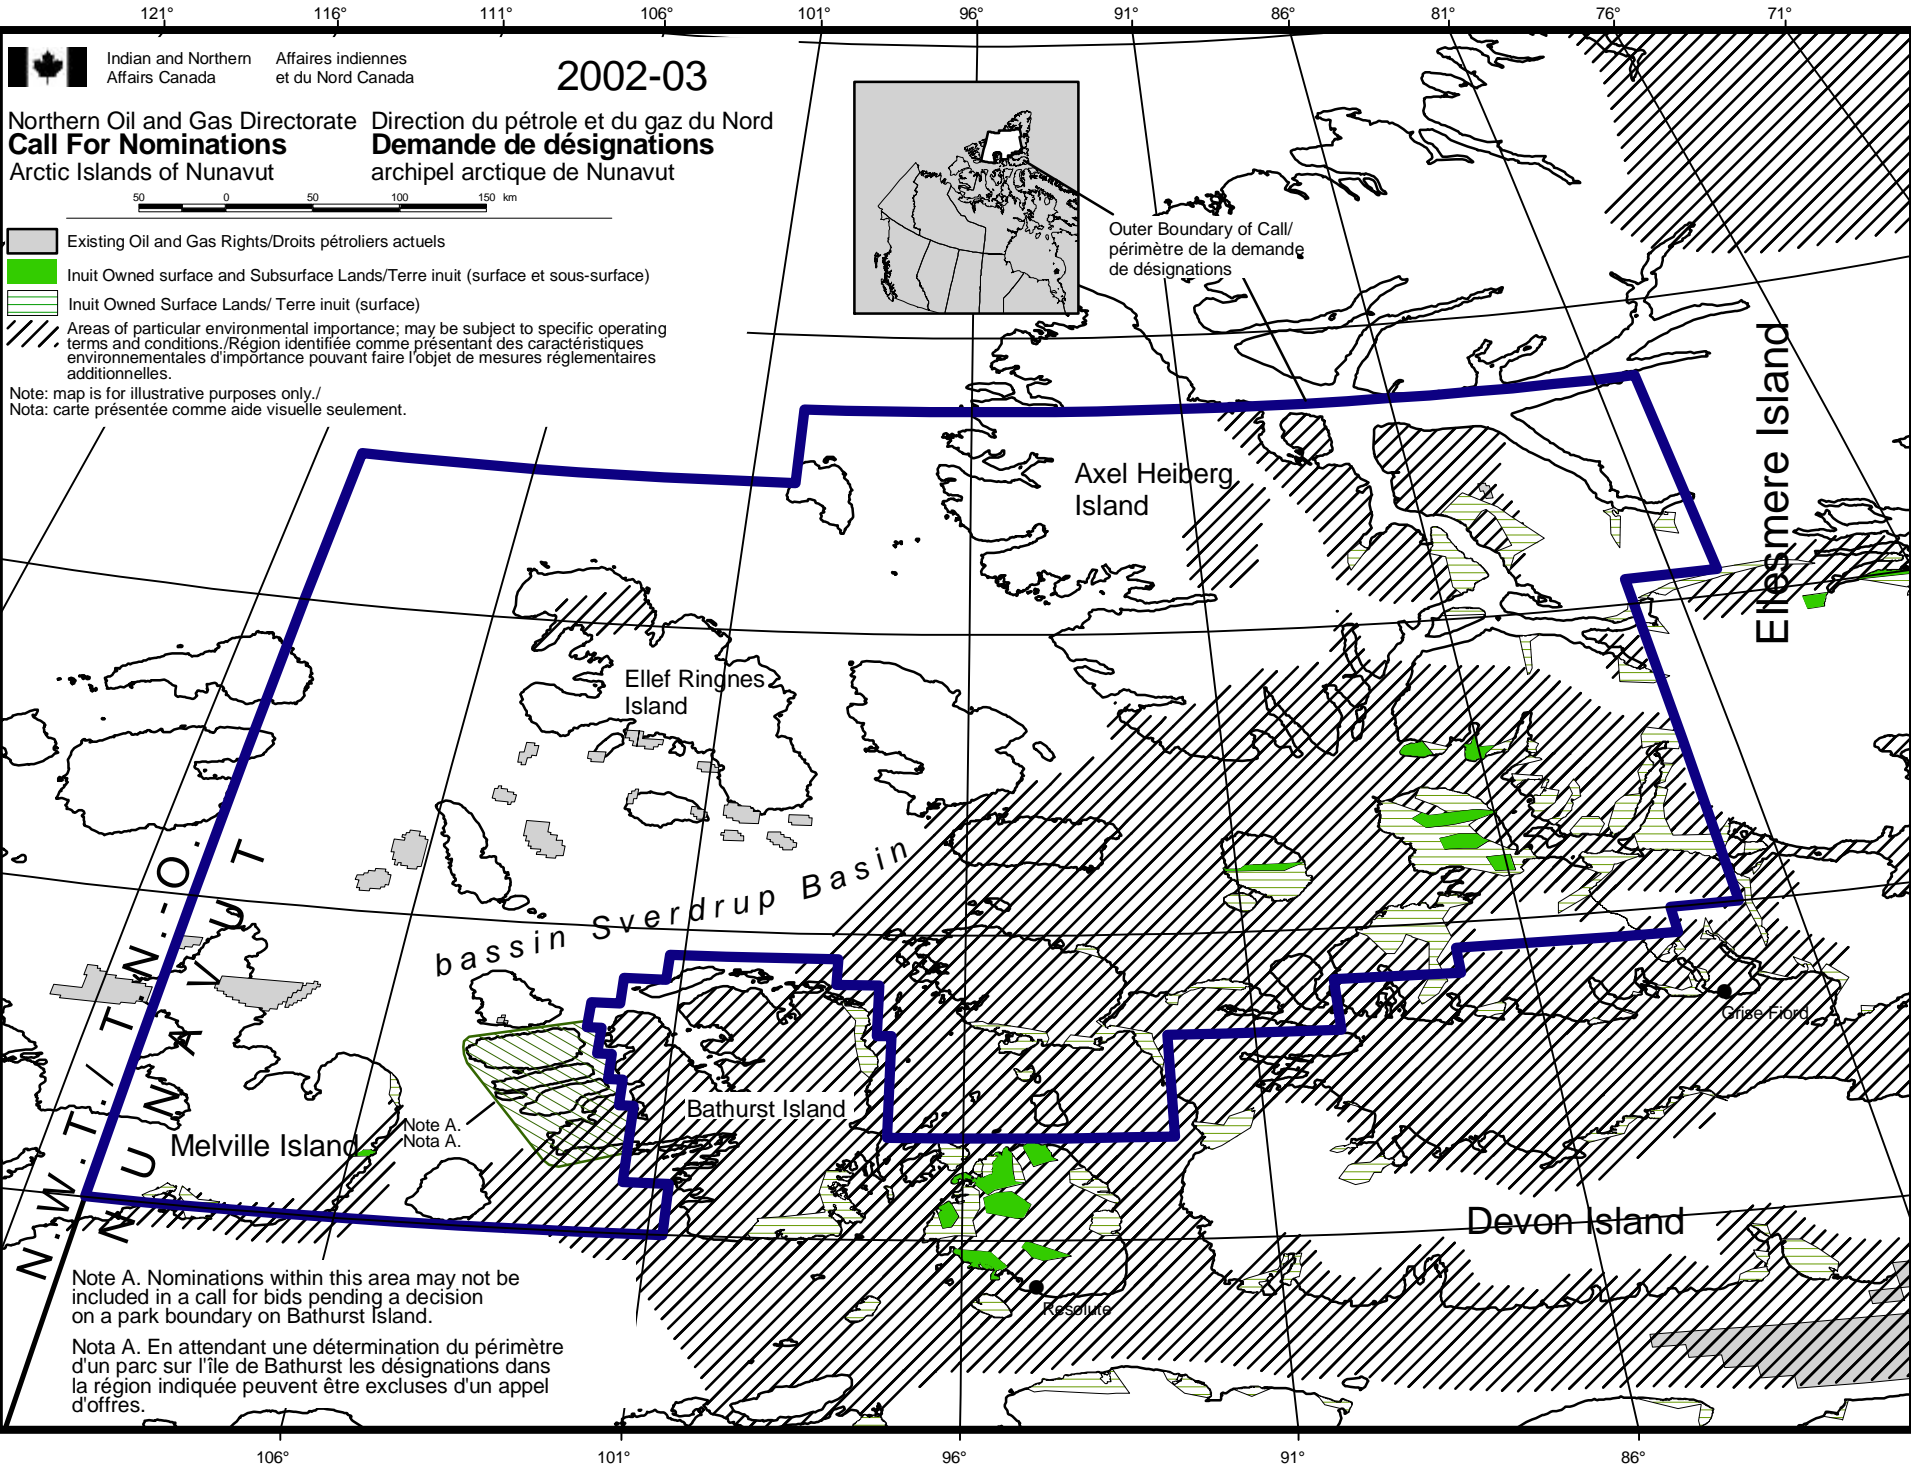 121° 116° 111° 106° 101° 96° 91° 86° 81° 76° 71°
Indian and Northern
Affairs Canada
Affaires indiennes
et du Nord Canada
2002-03
Northern Oil and Gas Directorate
Call For Nominations
Arctic Islands of Nunavut
Direction du pétrole et du gaz du Nord
Demande de désignations
archipel arctique de Nunavut
50 0 50 100 150 km
Existing Oil and Gas Rights/Droits pétroliers actuels
Inuit Owned surface and Subsurface Lands/Terre inuit (surface et sous-surface)
Inuit Owned Surface Lands/ Terre inuit (surface)
Areas of particular environmental importance; may be subject to specific operating
terms and conditions./Région identifiée comme présentant des caractéristiques
environnementales d'importance pouvant faire l'objet de mesures réglementaires
additionnelles.
Note: map is for illustrative purposes only./
Nota: carte présentée comme aide visuelle seulement.
Outer Boundary of Call/
périmètre de la demande
de désignations
Axel Heiberg
Island
Ellesmere Island
Ellef Ringnes
Island
bassin Sverdrup Basin
N.W.T./T.N.-O.
NUNAVUT
Melville Island
Note A.
Nota A.
Bathurst Island
Grise Fiord
Devon Island
Resolute
Note A. Nominations within this area may not be
included in a call for bids pending a decision
on a park boundary on Bathurst Island.
Nota A. En attendant une détermination du périmètre
d'un parc sur l'île de Bathurst les désignations dans
la région indiquée peuvent être excluses d'un appel
d'offres.
106° 101° 96° 91° 86°